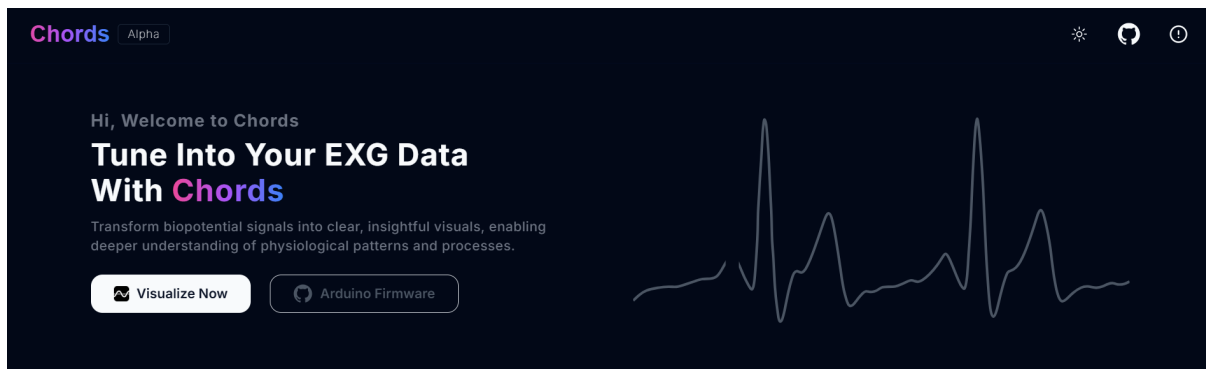 Chords Alpha
Hi, Welcome to Chords
Tune Into Your EXG Data
With Chords
Transform biopotential signals into clear, insightful visuals, enabling
deeper understanding of physiological patterns and processes.
Visualize Now Arduino Firmware